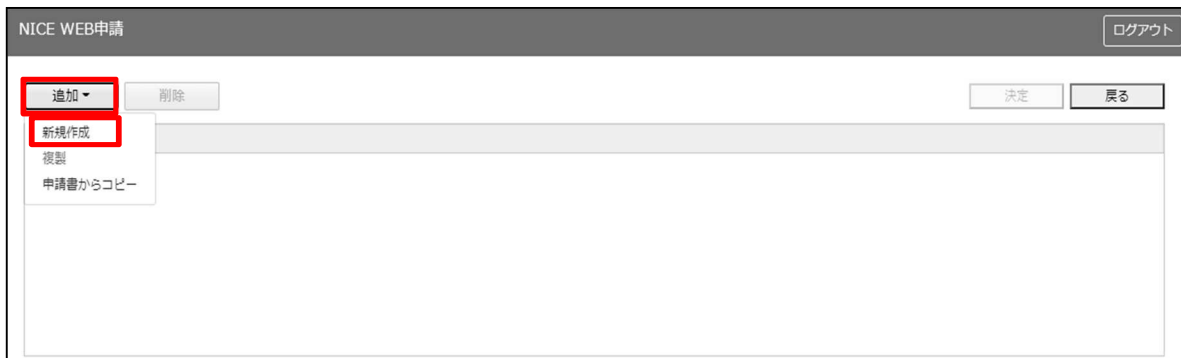 NICE WEB申請
ログアウト
追加
削除
決定
戻る
新規作成
複製
申請書からコピー